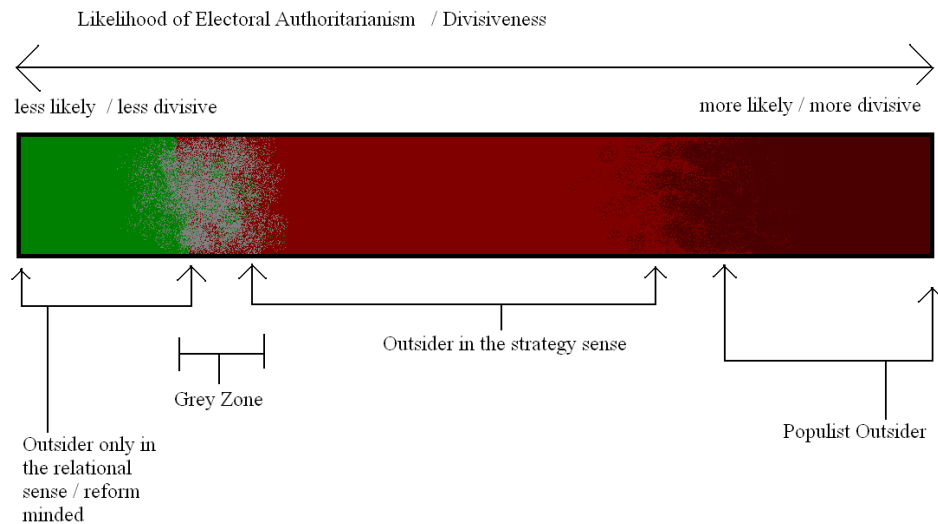 Likelihood of Electoral Authoritarianism / Divisiveness
less likely / less divisive
more likely / more divisive
Outsider in the strategy sense
Grey Zone
Populist Outsider
Outsider only in
the relational
sense / reform
minded